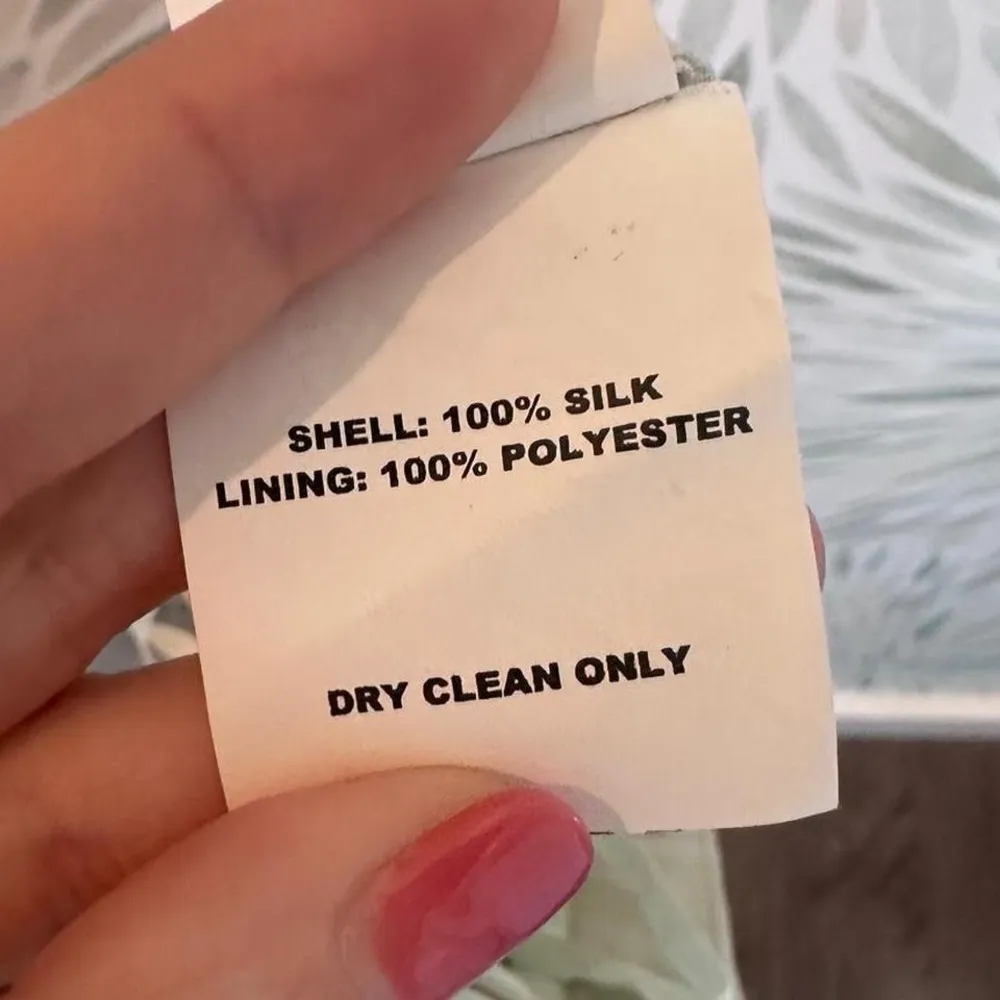 SHELL: 100% SILK
LINING: 100% POLYESTER
DRY CLEAN ONLY